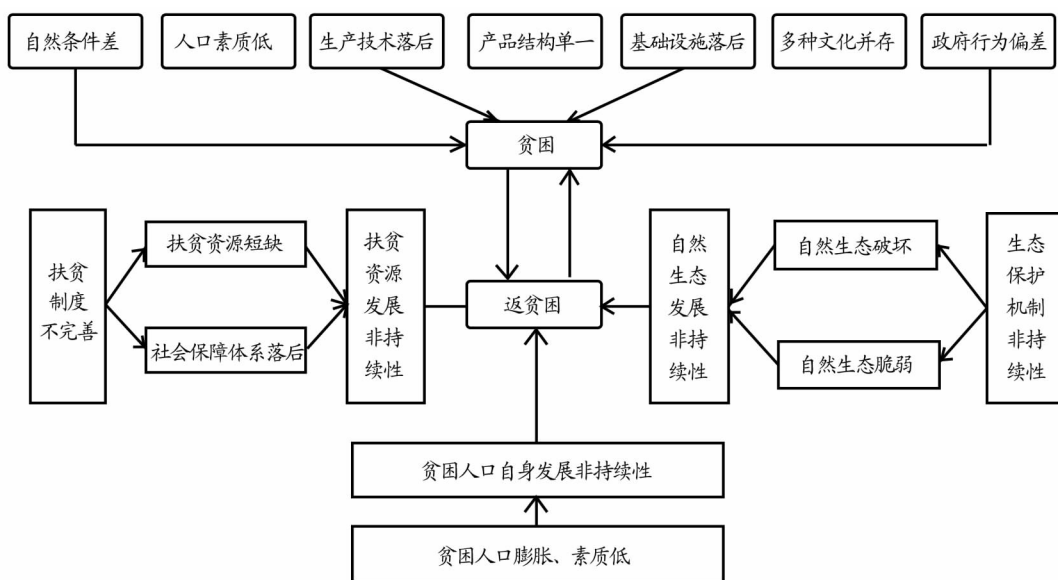 自然条件差
人口素质低
生产技术落后
产品结构单一
基础设施落后
多种文化并存
政府行为偏差
贫困
扶贫
制度
不完善
扶贫资源短缺
社会保障体系落后
扶
贫
资
源
发
展
非
持
续
性
返贫困
自
然
生
态
发
展
非
持
续
性
自然生态破坏
自然生态脆弱
生
态
保
护
机
制
非
持
续
性
贫困人口自身发展非持续性
贫困人口膨胀、素质低